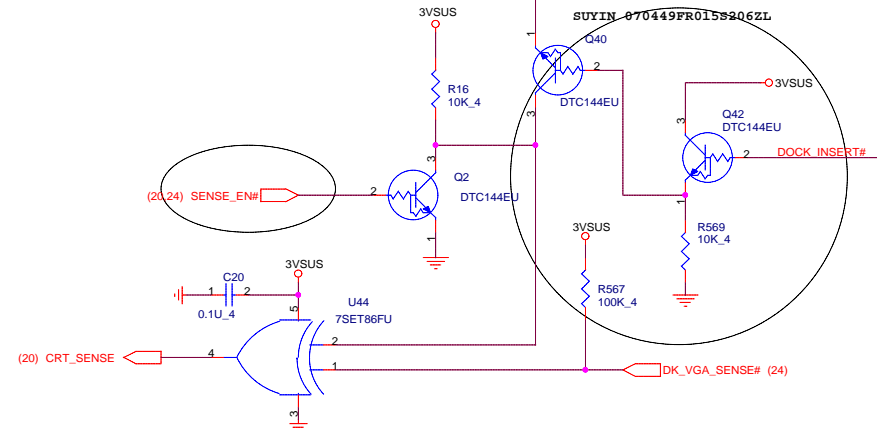 SUYIN 070449FR015S206ZL
3VSUS
1
Q40
R16
10K_4
2
3VSUS
DTC144EU
Q42
DTC144EU
3
3
3
2
DOCK_INSERT#
Q2
(20,24) SENSE_EN#
2
DTC144EU
1
1
R569
10K_4
3VSUS
3VSUS
C20
R567
100K_4
1
2
5
U44
7SET86FU
0.1U_4
2
(20) CRT_SENSE
4
1
DK_VGA_SENSE# (24)
3